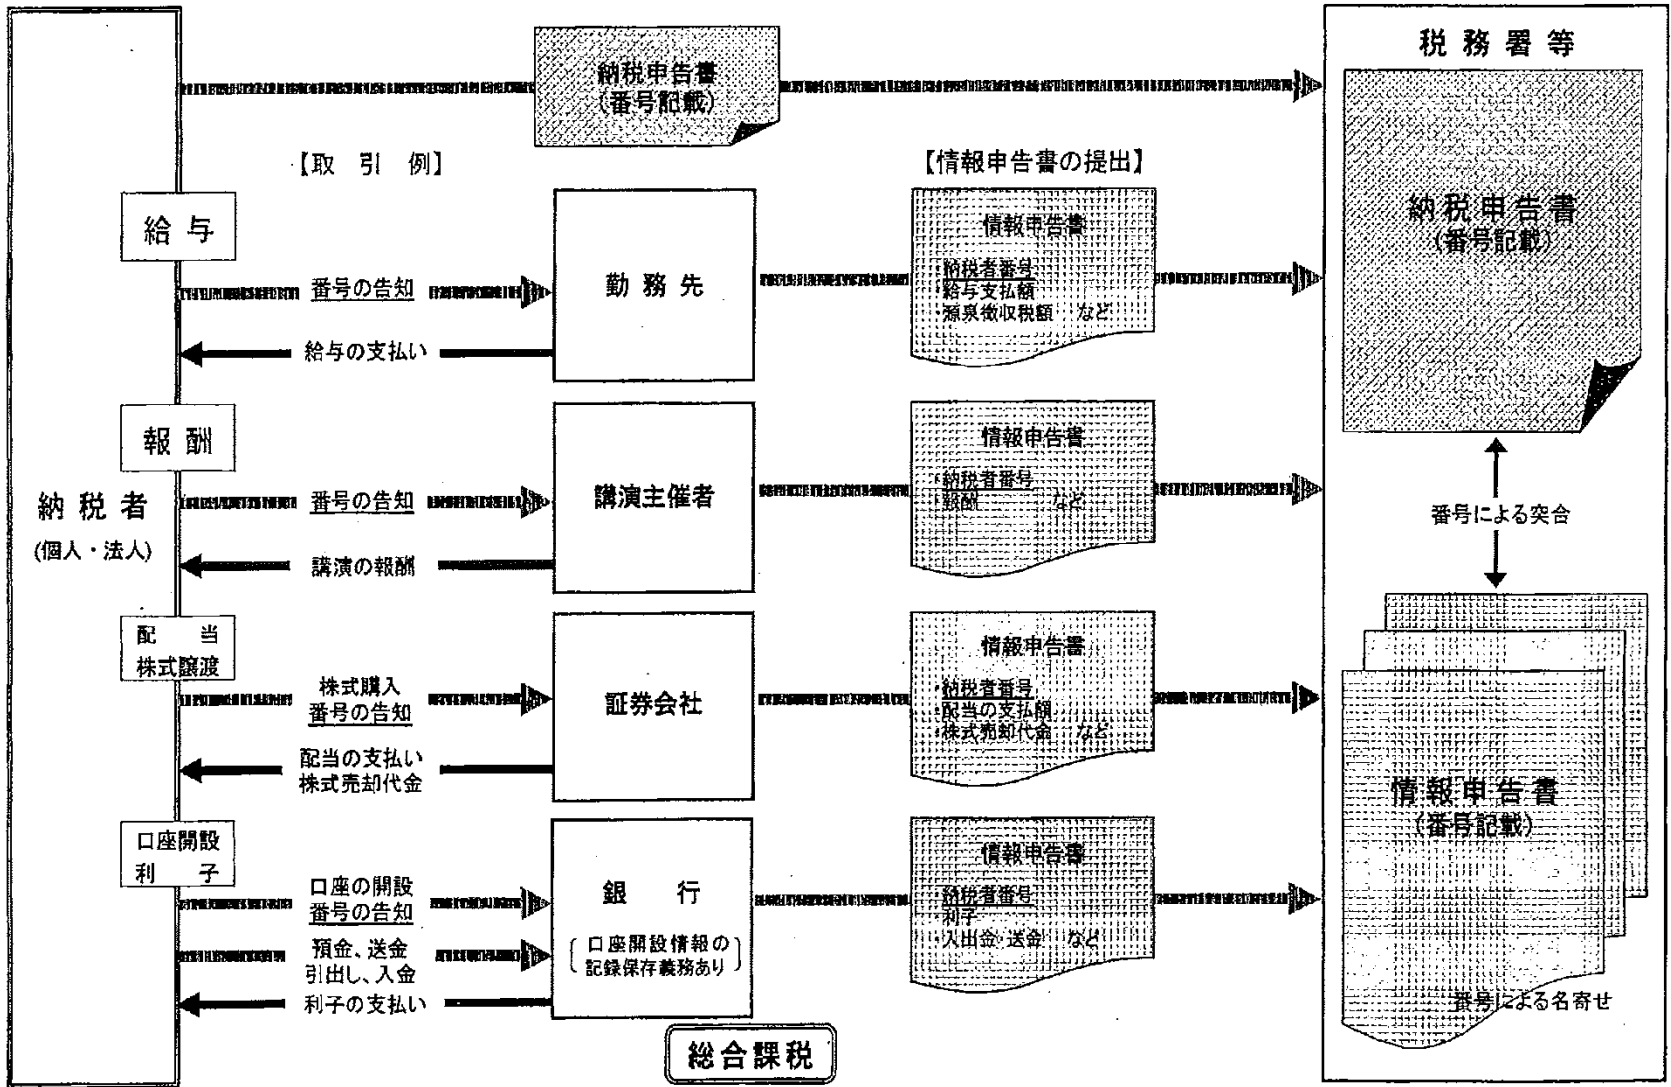 税務署等
納税申告書
(番号記載)
【取 引 例】
【情報申告書の提出】
納税者
(個人・法人)
給与
番号の告知
給与の支払い
勤務先
情報申告書
・納税者番号
・給与支払額
・源泉徴収税額 など
報酬
番号の告知
講演の報酬
講演主催者
情報申告書
・納税者番号
・報酬 など
配 当
株式譲渡
株式購入
番号の告知
配当の支払い
株式売却代金
証券会社
情報申告書
・納税者番号
・配当の支払額
・株式売却代金 など
口座開設
利 子
口座の開設
番号の告知
預金、送金
引出し、入金
利子の支払い
銀 行
口座開設情報の
記録保存義務あり
情報申告書
・納税者番号
・利子
・入出金・送金 など
納税申告書
(番号記載)
番号による突合
情報申告書
(番号記載)
番号による名寄せ
総合課税